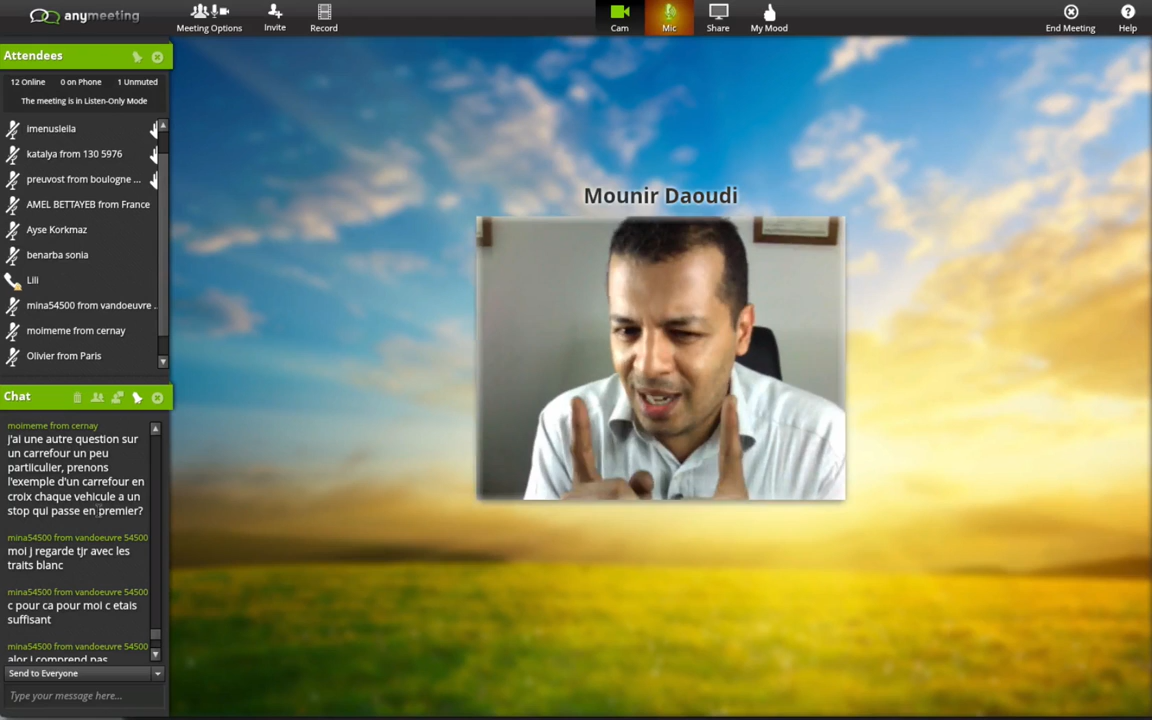 anymeeting
Meeting Options
Invite
Record
Cam
Mic
Share
My Mood
End Meeting
Help
Attendees
12 Online 0 on Phone 1 Unmuted
The meeting is in Listen-Only Mode
imenusleila
katalya from 130 5976
preuvost from boulogne ...
AMEL BETTAYEB from France
Ayse Korkmaz
benarba sonia
Lili
mina54500 from vandoeuvre ..
moimeme from cernay
Olivier from Paris
Mounir Daoudi
Chat
moimeme from cernay
j'ai une autre question sur
un carrefour un peu
partiiculier, prenons
l'exemple d'un carrefour en
croix chaque vehicule a un
stop qui passe en premier?
mina54500 from vandoeuvre 54500
moi j regarde tjr avec les
traits blanc
mina54500 from vandoeuvre 54500
c pour ca pour moi c etais
suffisant
mina54500 from vandoeuvre 54500
alor j comprend pas
Send to Everyone
Type your message here...